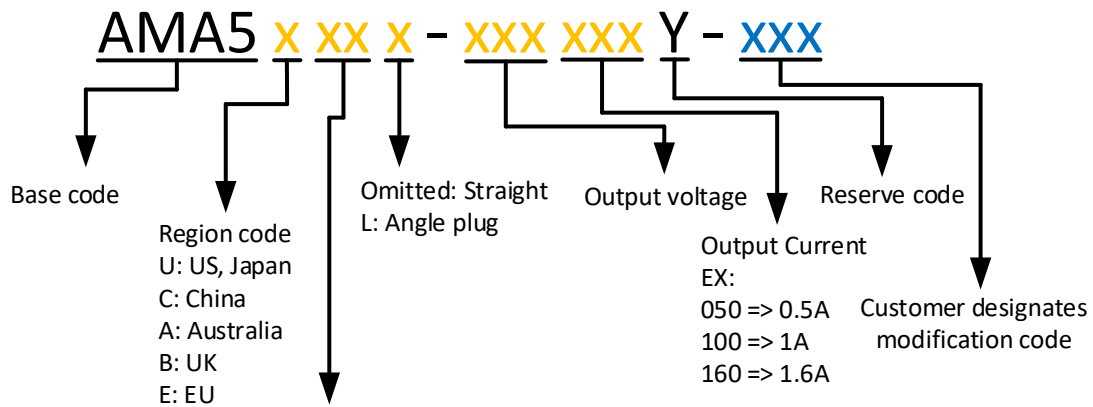 AMA5 x xx x - xxx xxx Y - xxx
Base code
Region code
U: US, Japan
C: China
A: Australia
B: UK
E: EU
Omitted: Straight
L: Angle plug
Output voltage
Output Current
EX:
050 => 0.5A
100 => 1A
160 => 1.6A
Reserve code
Customer designates
modification code